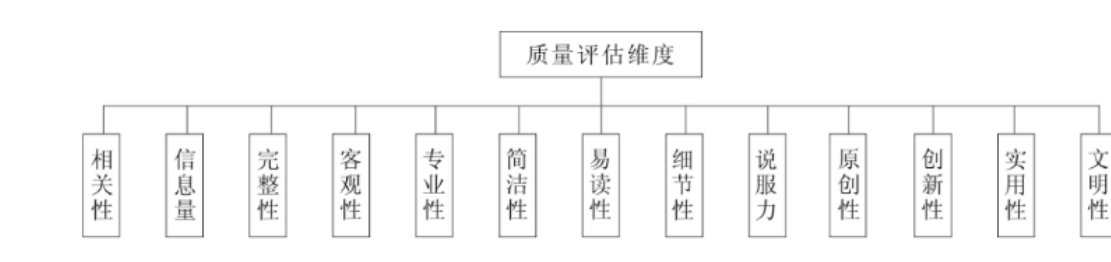 质量评估维度
相关性
信息量
完整性
客观性
专业性
简洁性
易读性
细节性
说服力
原创性
创新性
实用性
文明性